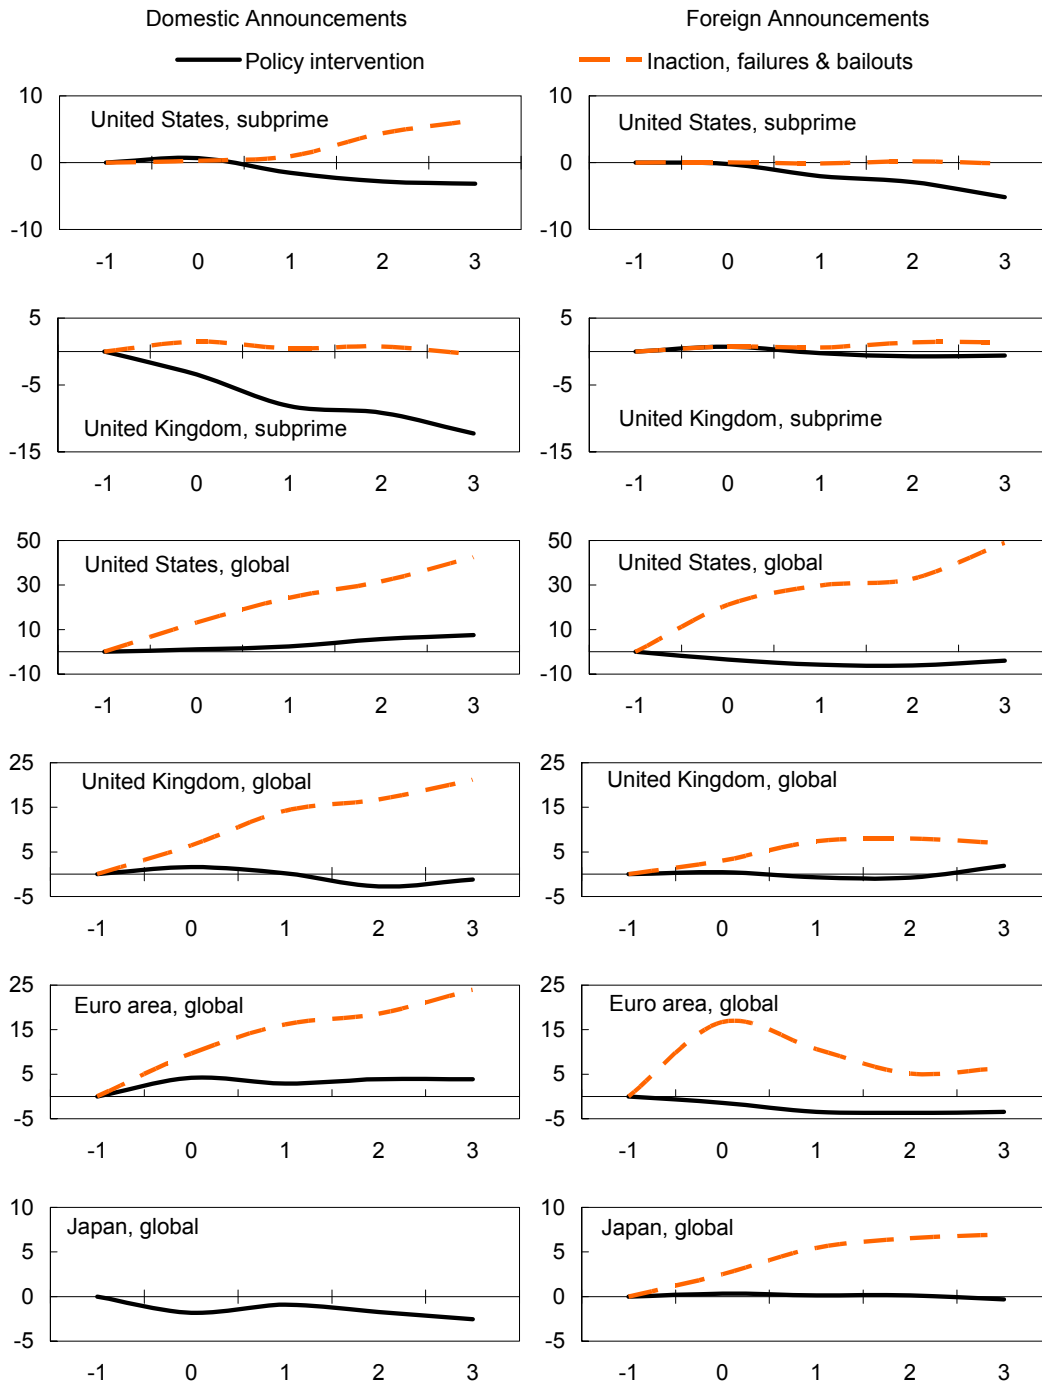 Domestic Announcements
Foreign Announcements
Policy intervention
Inaction, failures & bailouts
10
0
-10
United States, subprime
-1 0 1 2 3
10
0
-10
United States, subprime
-1 0 1 2 3
5
-5
-15
United Kingdom, subprime
-1 0 1 2 3
5
-5
-15
United Kingdom, subprime
-1 0 1 2 3
50
30
10
-10
United States, global
-1 0 1 2 3
50
30
10
-10
United States, global
-1 0 1 2 3
25
15
5
-5
United Kingdom, global
-1 0 1 2 3
25
15
5
-5
United Kingdom, global
-1 0 1 2 3
25
15
5
-5
Euro area, global
-1 0 1 2 3
25
15
5
-5
Euro area, global
-1 0 1 2 3
10
5
0
-5
Japan, global
-1 0 1 2 3
10
5
0
-5
Japan, global
-1 0 1 2 3